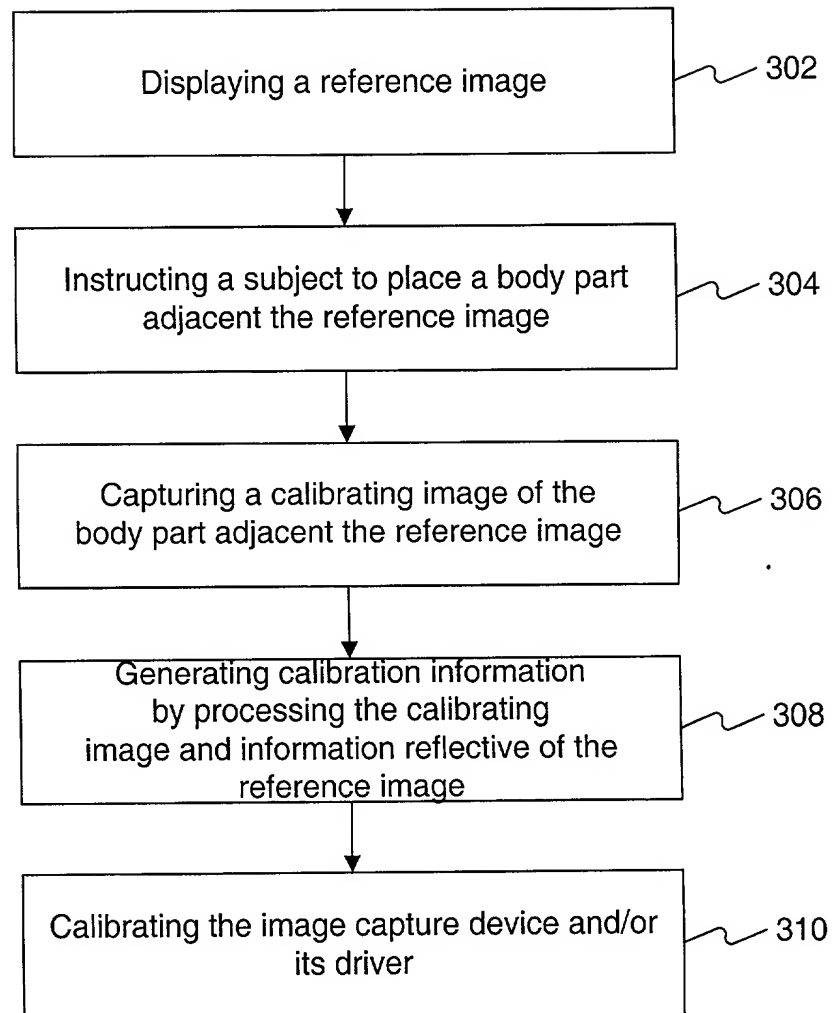 Displaying a reference image
302
Instructing a subject to place a body part
adjacent the reference image
304
Capturing a calibrating image of the
body part adjacent the reference image
306
Generating calibration information
by processing the calibrating
image and information reflective of the
reference image
308
Calibrating the image capture device and/or
its driver
310